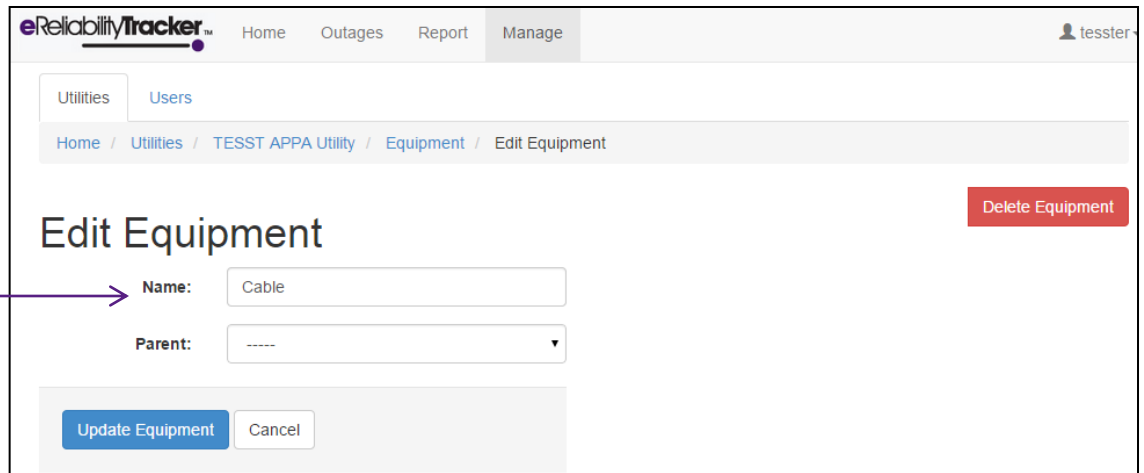 eReliabilityTracker™ Home Outages Report Manage tesster
Utilities Users
Home / Utilities / TESST APPA Utility / Equipment / Edit Equipment
Delete Equipment
Edit Equipment
Name: Cable
Parent: -----
Update Equipment Cancel